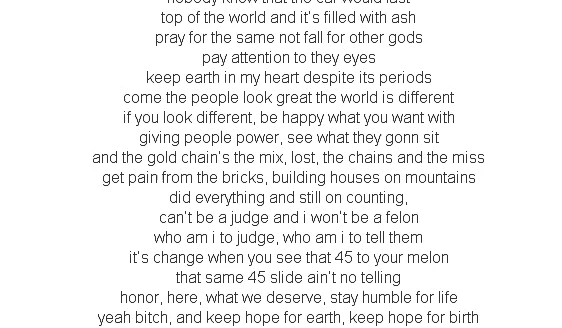 nobody know that the car would last
top of the world and it's filled with ash
pray for the same not fall for other gods
pay attention to they eyes
keep earth in my heart despite its periods
come the people look great the world is different
if you look different, be happy what you want with
giving people power, see what they gonn sit
and the gold chain's the mix, lost, the chains and the miss
get pain from the bricks, building houses on mountains
did everything and still on counting,
can't be a judge and i won't be a felon
who am i to judge, who am i to tell them
it's change when you see that 45 to your melon
that same 45 slide ain't no telling
honor, here, what we deserve, stay humble for life
yeah bitch, and keep hope for earth, keep hope for birth